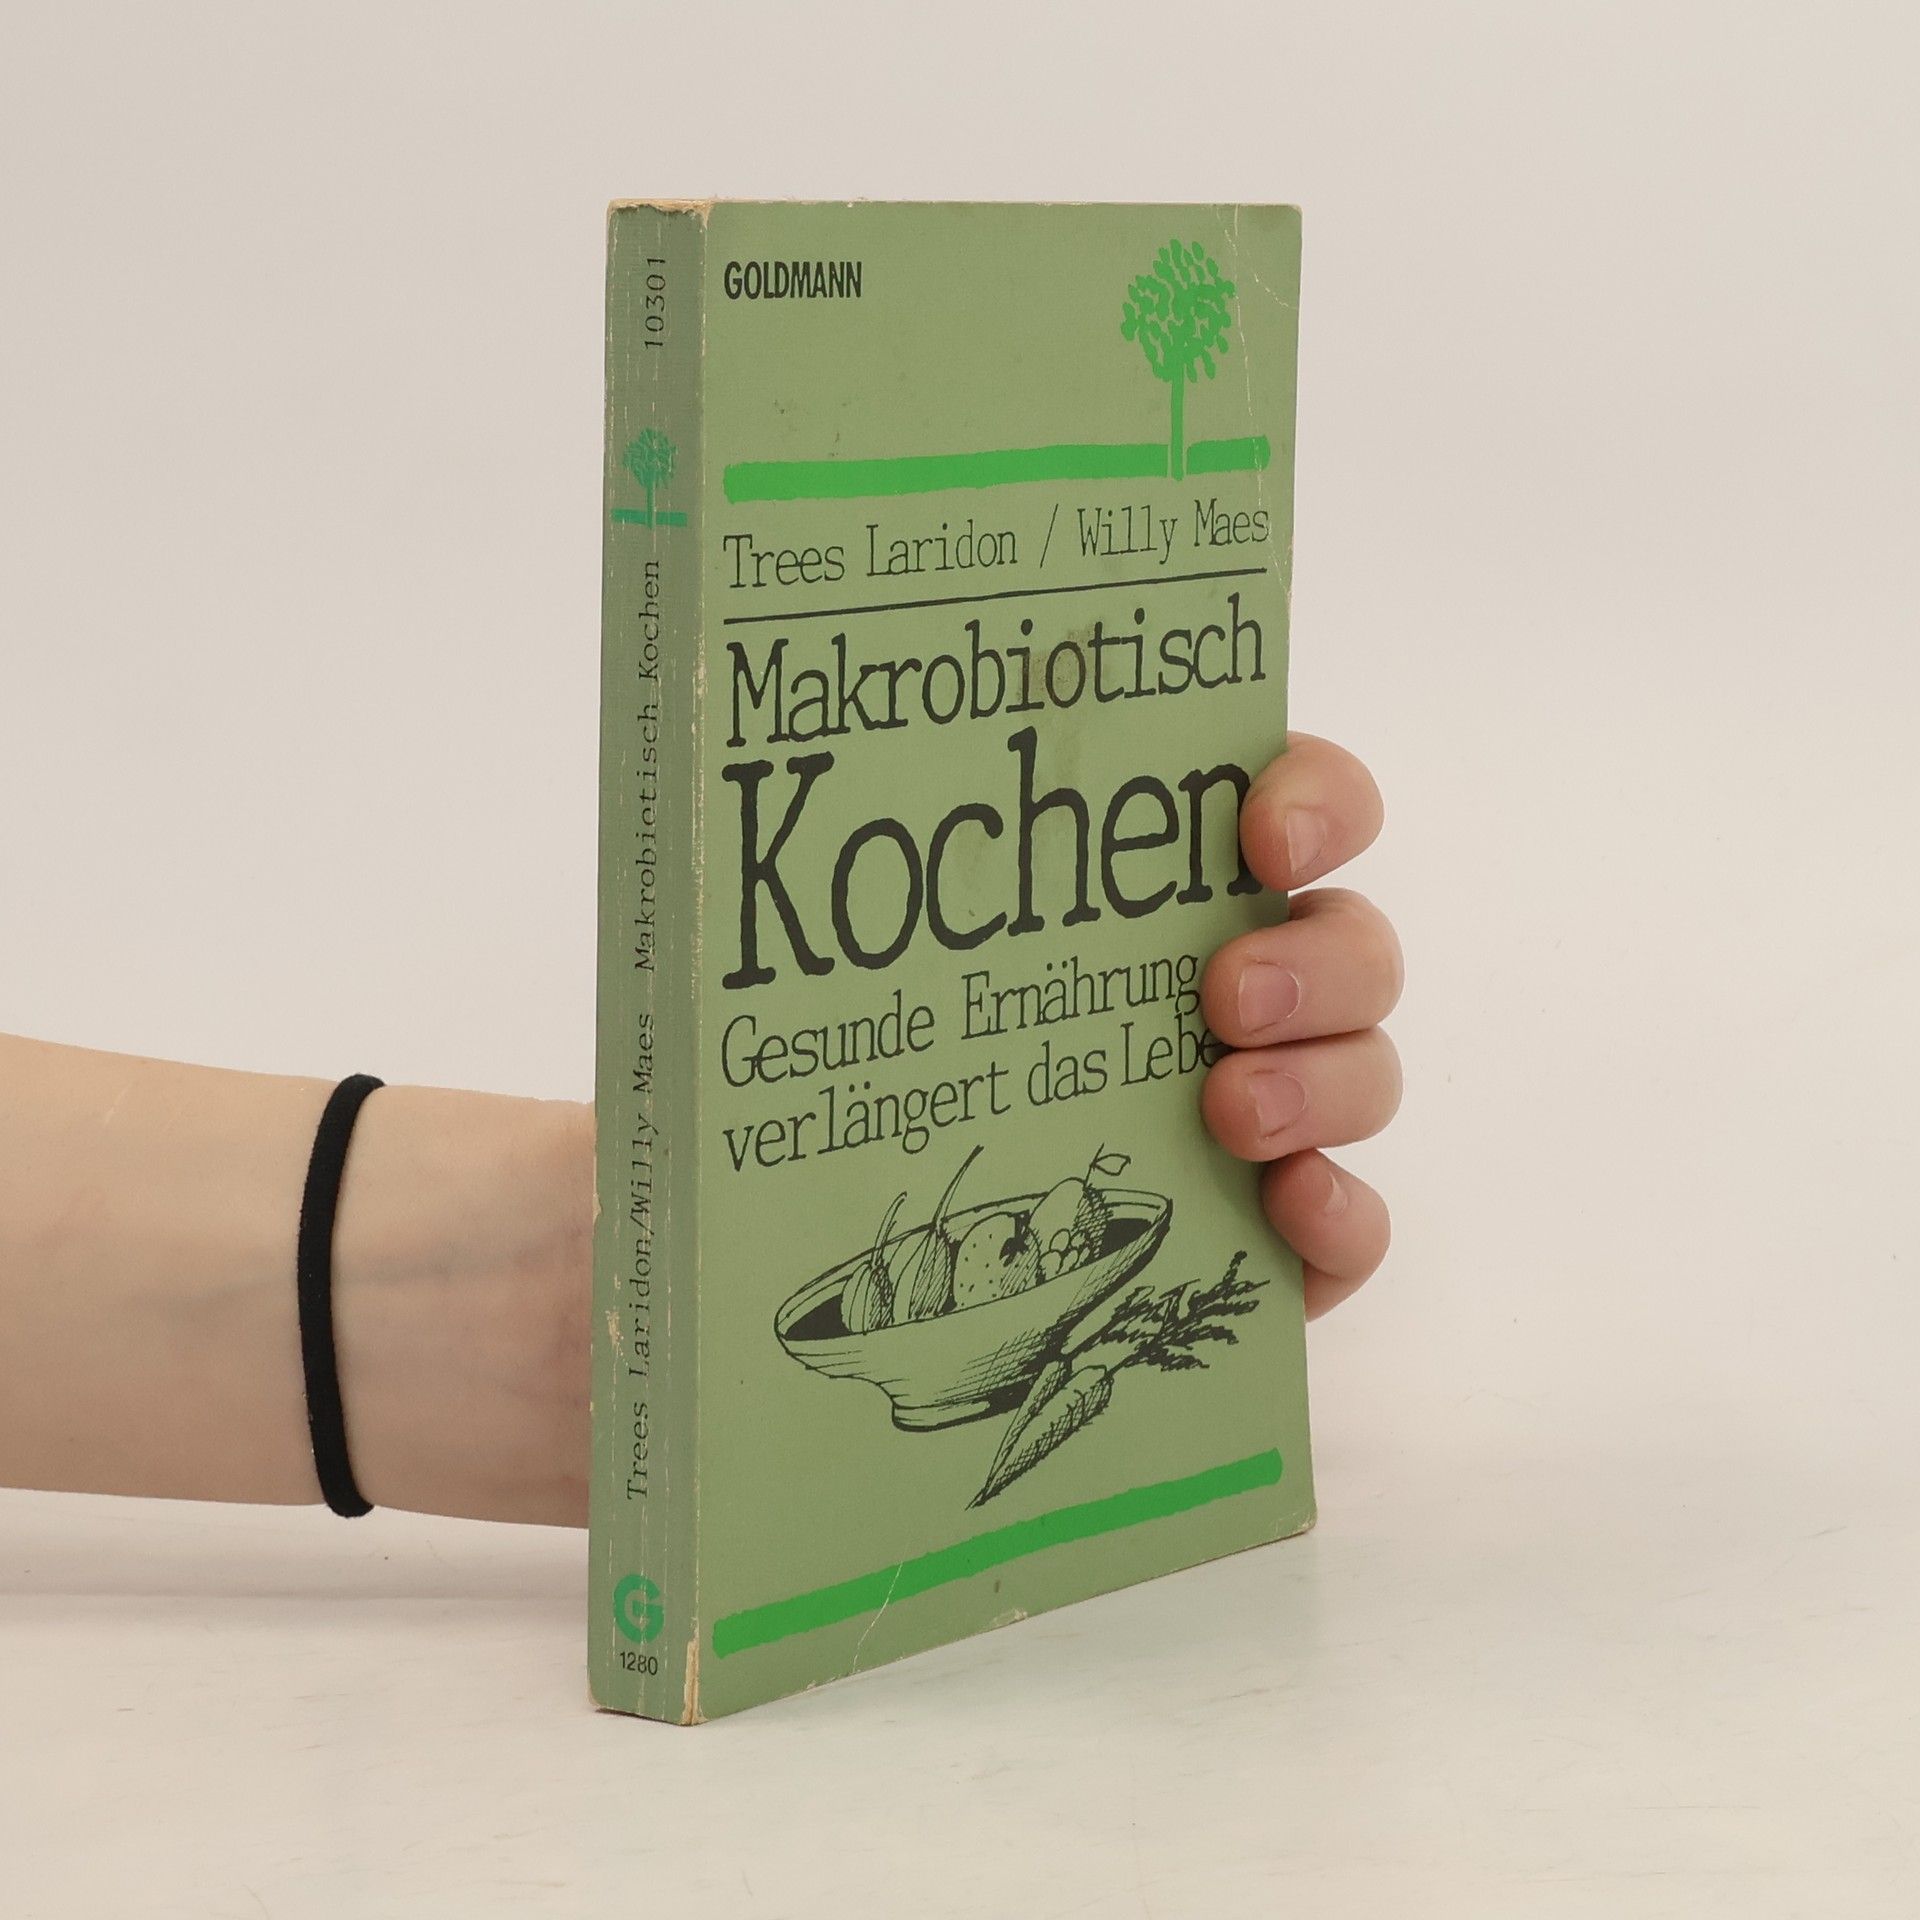 10301
Trees Laridon/Willy Maes Makrobiotisch Kochen
1280
GOLDMANN
Trees Laridon / Willy Maes
Makrobiotisch
Kochen
Gesunde Ernährung
verlängert das Lebe